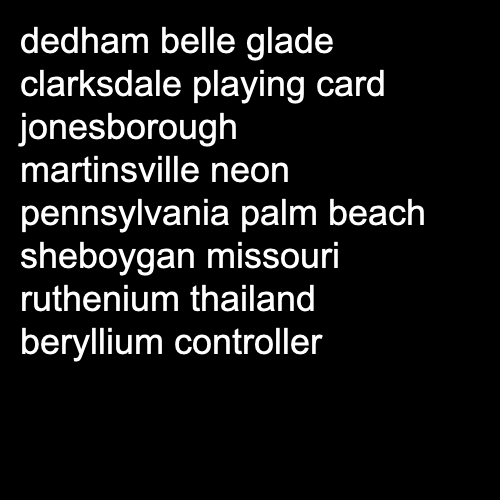 dedham belle glade
clarksdale playing card
jonesborough
martinsville neon
pennsylvania palm beach
sheboygan missouri
ruthenium thailand
beryllium controller